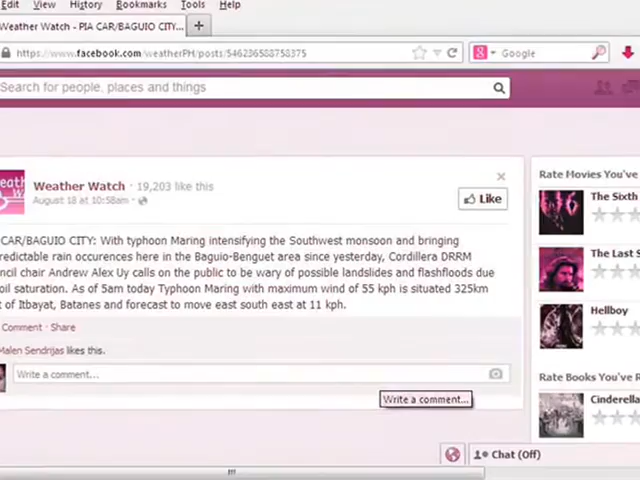 Edit View History Bookmarks Tools Help
Weather Watch - PIA CAR/BAGUIO CITY... +
https://www.facebook.com/weatherPH/posts/546286588758375 Google
Search for people, places and things
Weather Watch · 19,203 like this
August 18 at 10:58am ·
Like
CAR/BAGUIO CITY: With typhoon Maring intensifying the Southwest monsoon and bringing
redictable rain occurences here in the Baguio-Benguet area since yesterday, Cordillera DRRM
ncil chair Andrew Alex Uy calls on the public to be wary of possible landslides and flashfloods due
oil saturation. As of 5am today Typhoon Maring with maximum wind of 55 kph is situated 325km
t of Itbayat, Batanes and forecast to move east south east at 11 kph.
Comment · Share
Malen Sendrijas likes this.
Write a comment...
Write a comment...
Rate Movies You've
The Sixth
The Last S
Hellboy
Rate Books You've R
Cinderella
Chat (Off)